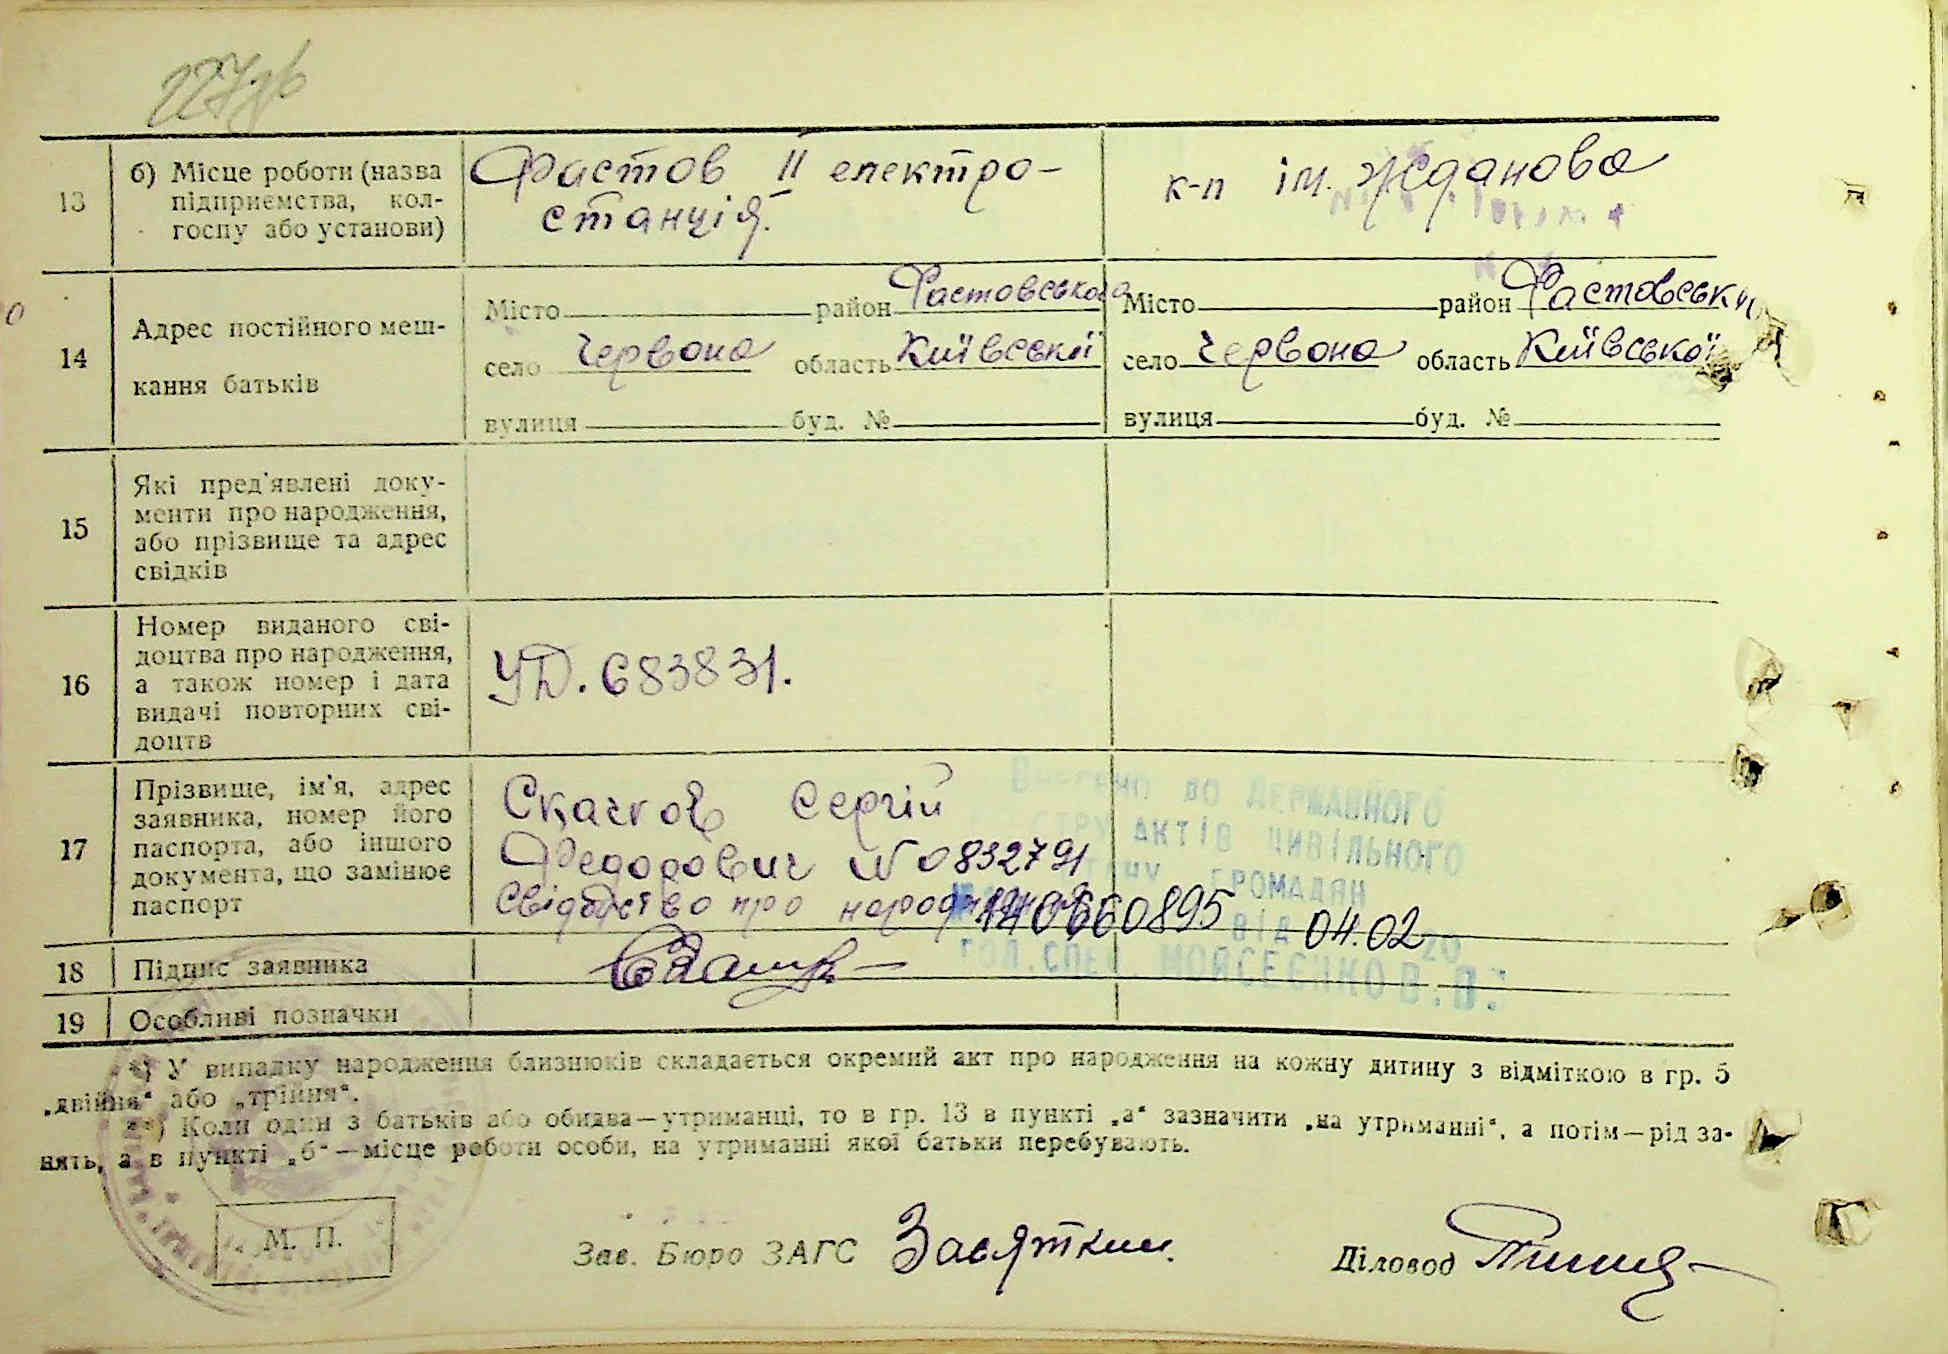 227зв
13 б) Місце роботи (назва
підприємства, кол-
госпу або установи)
Фастов ІІ електро-
станція.
к-п ім. Жданова
14 Адрес постійного меш-
кання батьків
Місто район Фастовського
село Червона область Київської
вулиця буд. №
Місто район Фастовськи
село Червона область Київської
вулиця буд. №
15 Які пред'явлені доку-
менти про народження,
або прізвище та адрес
свідків
16 Номер виданого сві-
доцтва про народження,
а також номер і дата
видачі повторних сві-
доцтв
УД. 683831.
17 Прізвище, ім'я, адрес
заявника, номер його
паспорта, або іншого
документа, що замінює
паспорт
Скачков Сергій
Федорович № 0832791
Свідоцтво про
Внесено до Державного
реєстру актів цивільного
стану громадян
1140660895 від 04.02 20
гол. спец. Мойсеєнко В.
18 Підпис заявника
19 Особливі позначки
*) У випадку народження близнюків складається окремий акт про народження на кожну дитину з відміткою в гр. 5
„двійня“ або „трійня“.
**) Коли один з батьків або обидва—утриманці, то в гр. 13 в пункті „а“ зазначити „на утриманні“, а потім—рід за-
нять, а в пункті „б“—місце роботи особи, на утриманні якої батьки перебувають.
М. П.
Зав. Бюро ЗАГС Завяткин
Діловод